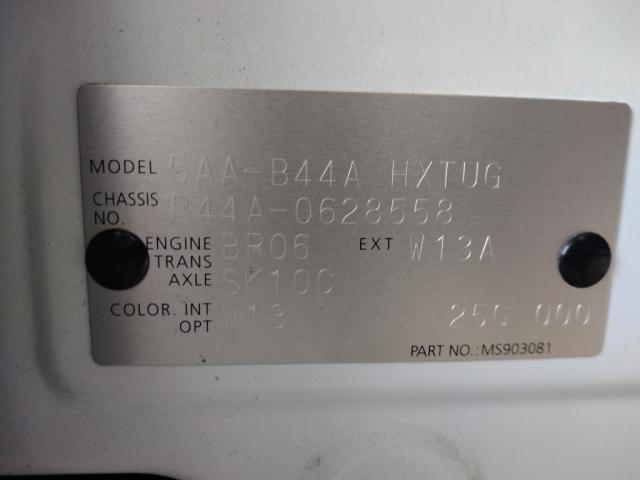 MODEL 5AA-B44A HXTUG
CHASSIS NO. B44A-0628558
ENGINE BR06 EXT W13A
TRANS AXLE SK10C
COLOR. INT W13
OPT 25G 000
PART NO.:MS903081